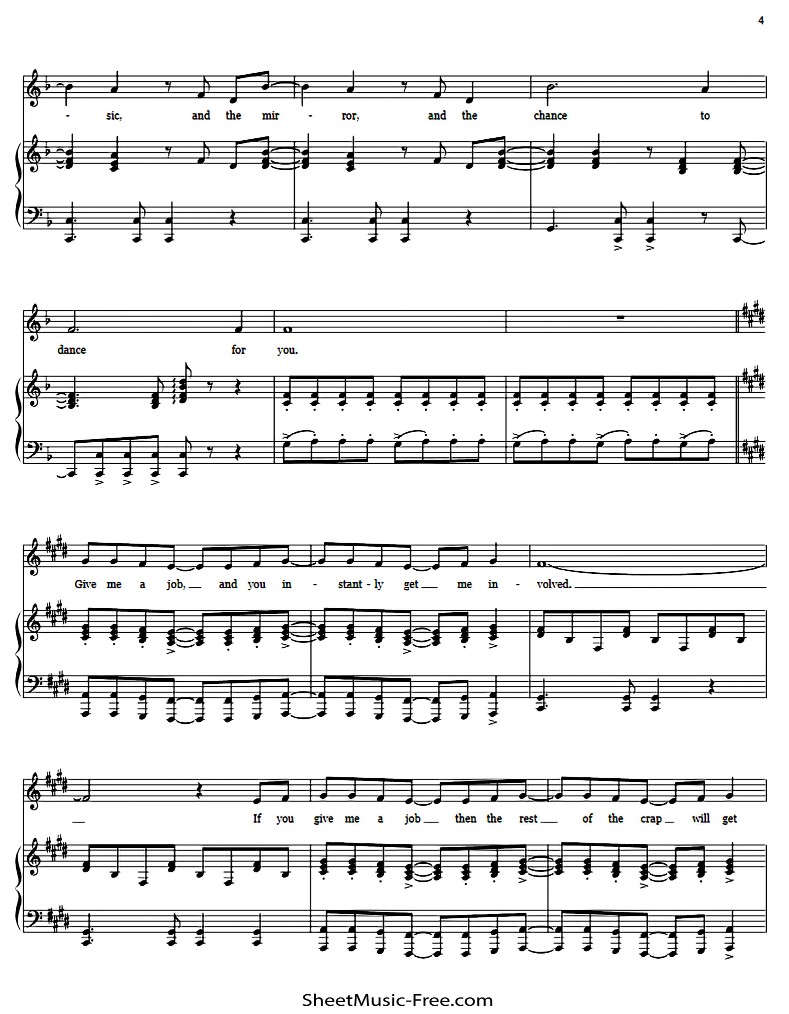 4
- sic, and the mir - ror, and the chance to
dance for you.
Give me a job, and you in - stant - ly get me in - volved.
If you give me a job then the rest of the crap will get
SheetMusic-Free.com